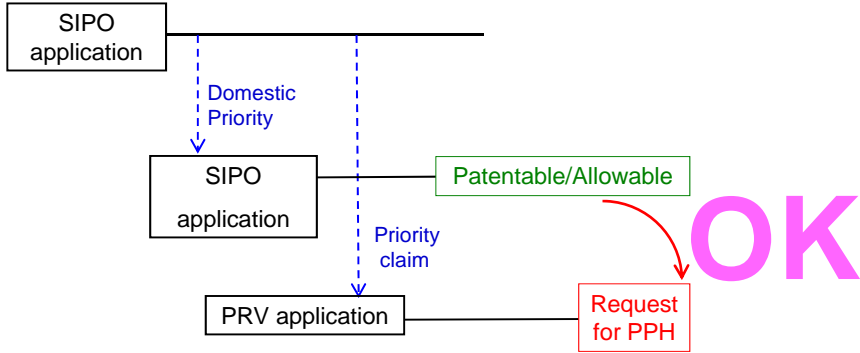 SIPO
application
Domestic
Priority
SIPO
application
Patentable/Allowable
OK
Priority
claim
PRV application
Request
for PPH